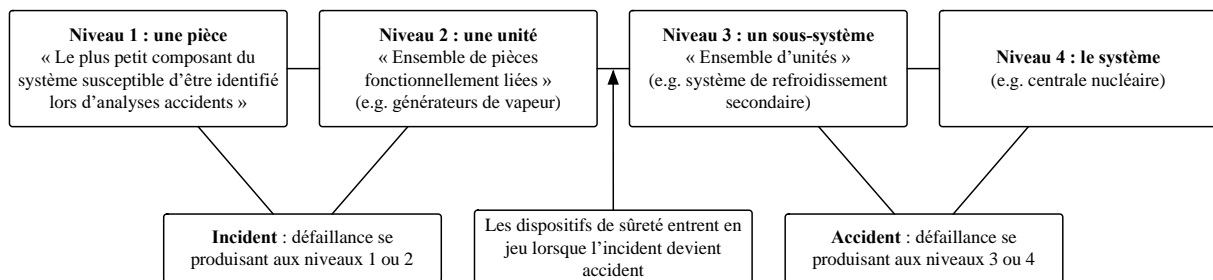 Niveau 1 : une pièce
« Le plus petit composant du
système susceptible d'être identifié
lors d'analyses accidents »
Niveau 2 : une unité
« Ensemble de pièces
fonctionnellement liées »
(e.g. générateurs de vapeur)
Niveau 3 : un sous-système
« Ensemble d'unités »
(e.g. système de refroidissement
secondaire)
Niveau 4 : le système
(e.g. centrale nucléaire)
Incident : défaillance se
produisant aux niveaux 1 ou 2
Les dispositifs de sûreté entrent en
jeu lorsque l'incident devient
accident
Accident : défaillance se
produisant aux niveaux 3 ou 4